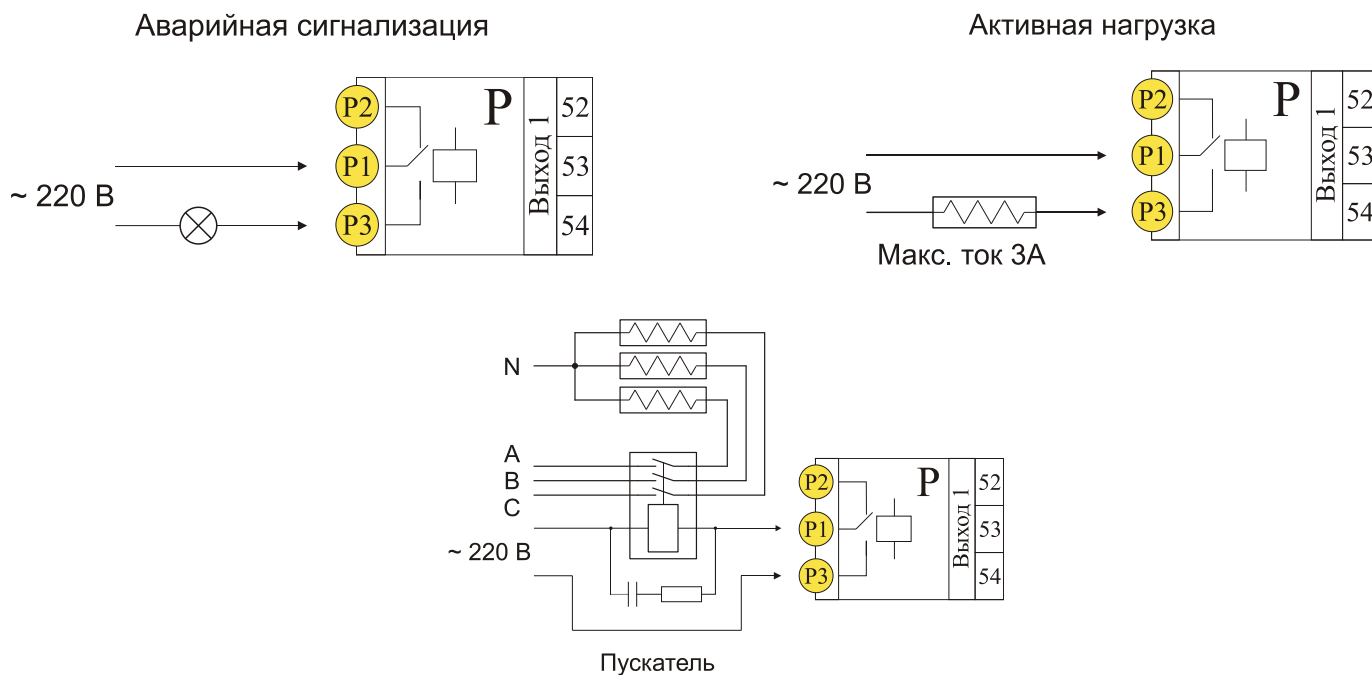 Аварийная сигнализация
P2
P
52
P1
Выход 1
53
~ 220 В
P3
54
Активная нагрузка
P2
P
52
P1
Выход 1
53
~ 220 В
P3
54
Макс. ток 3А
N
A
B
C
~ 220 В
P2
P
52
P1
Выход 1
53
P3
54
Пускатель